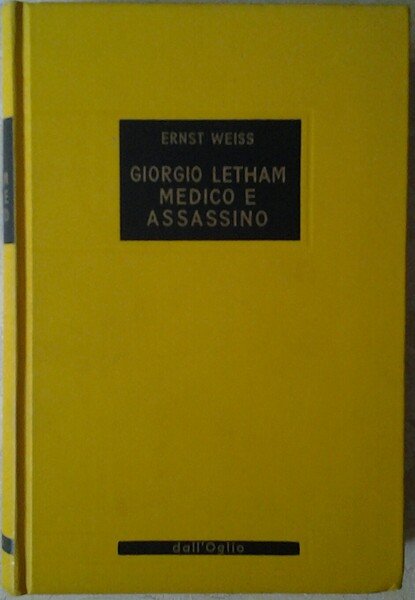 ERNST WEISS
GIORGIO LETHAM
MEDICO E
ASSASSINO
dall'Oglio